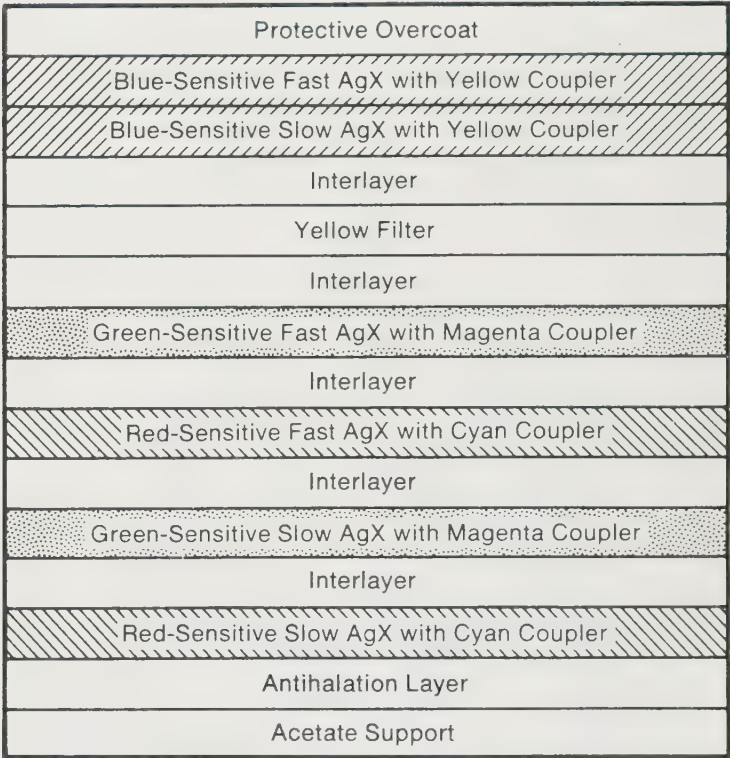 Protective Overcoat
Blue-Sensitive Fast AgX with Yellow Coupler
Blue-Sensitive Slow AgX with Yellow Coupler
Interlayer
Yellow Filter
Interlayer
Green-Sensitive Fast AgX with Magenta Coupler
Interlayer
Red-Sensitive Fast AgX with Cyan Coupler
Interlayer
Green-Sensitive Slow AgX with Magenta Coupler
Interlayer
Red-Sensitive Slow AgX with Cyan Coupler
Antihalation Layer
Acetate Support